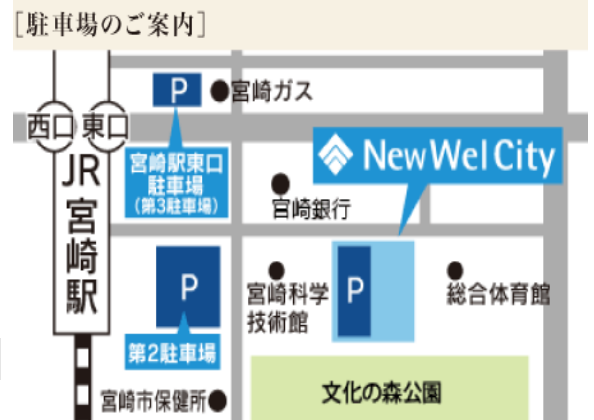 [駐車場のご案内]
P
宮崎ガス
西口
東口
宮崎駅東口
駐車場
(第3駐車場)
New Wel City
JR宮崎駅
宮崎銀行
P
宮崎科学
技術館
P
総合体育館
第2駐車場
文化の森公園
宮崎市保健所